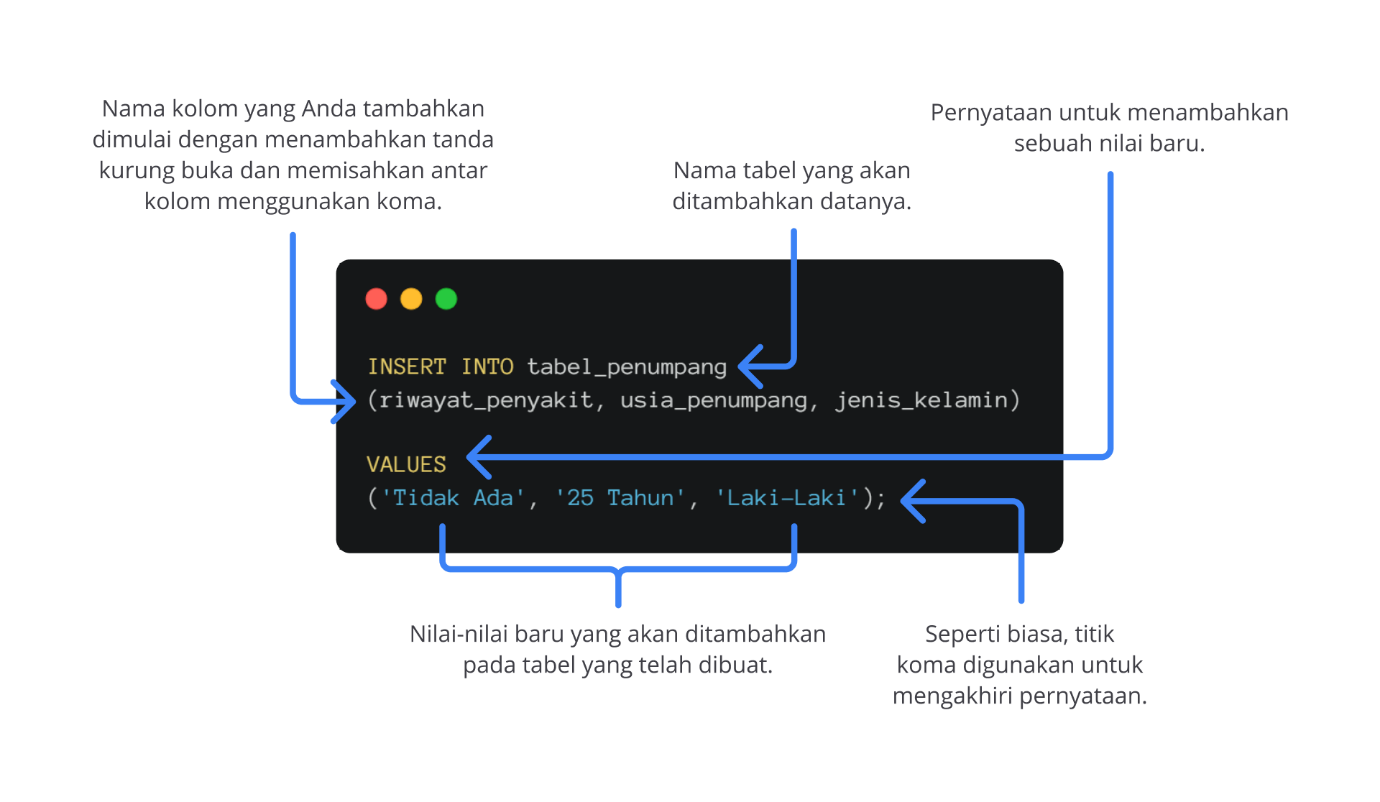 Nama kolom yang Anda tambahkan
dimulai dengan menambahkan tanda
kurung buka dan memisahkan antar
kolom menggunakan koma.
Nama tabel yang akan
ditambahkan datanya.
Pernyataan untuk menambahkan
sebuah nilai baru.
INSERT INTO tabel_penumpang
(riwayat_penyakit, usia_penumpang, jenis_kelamin)
VALUES
('Tidak Ada', '25 Tahun', 'Laki-Laki');
Nilai-nilai baru yang akan ditambahkan
pada tabel yang telah dibuat.
Seperti biasa, titik
koma digunakan untuk
mengakhiri pernyataan.